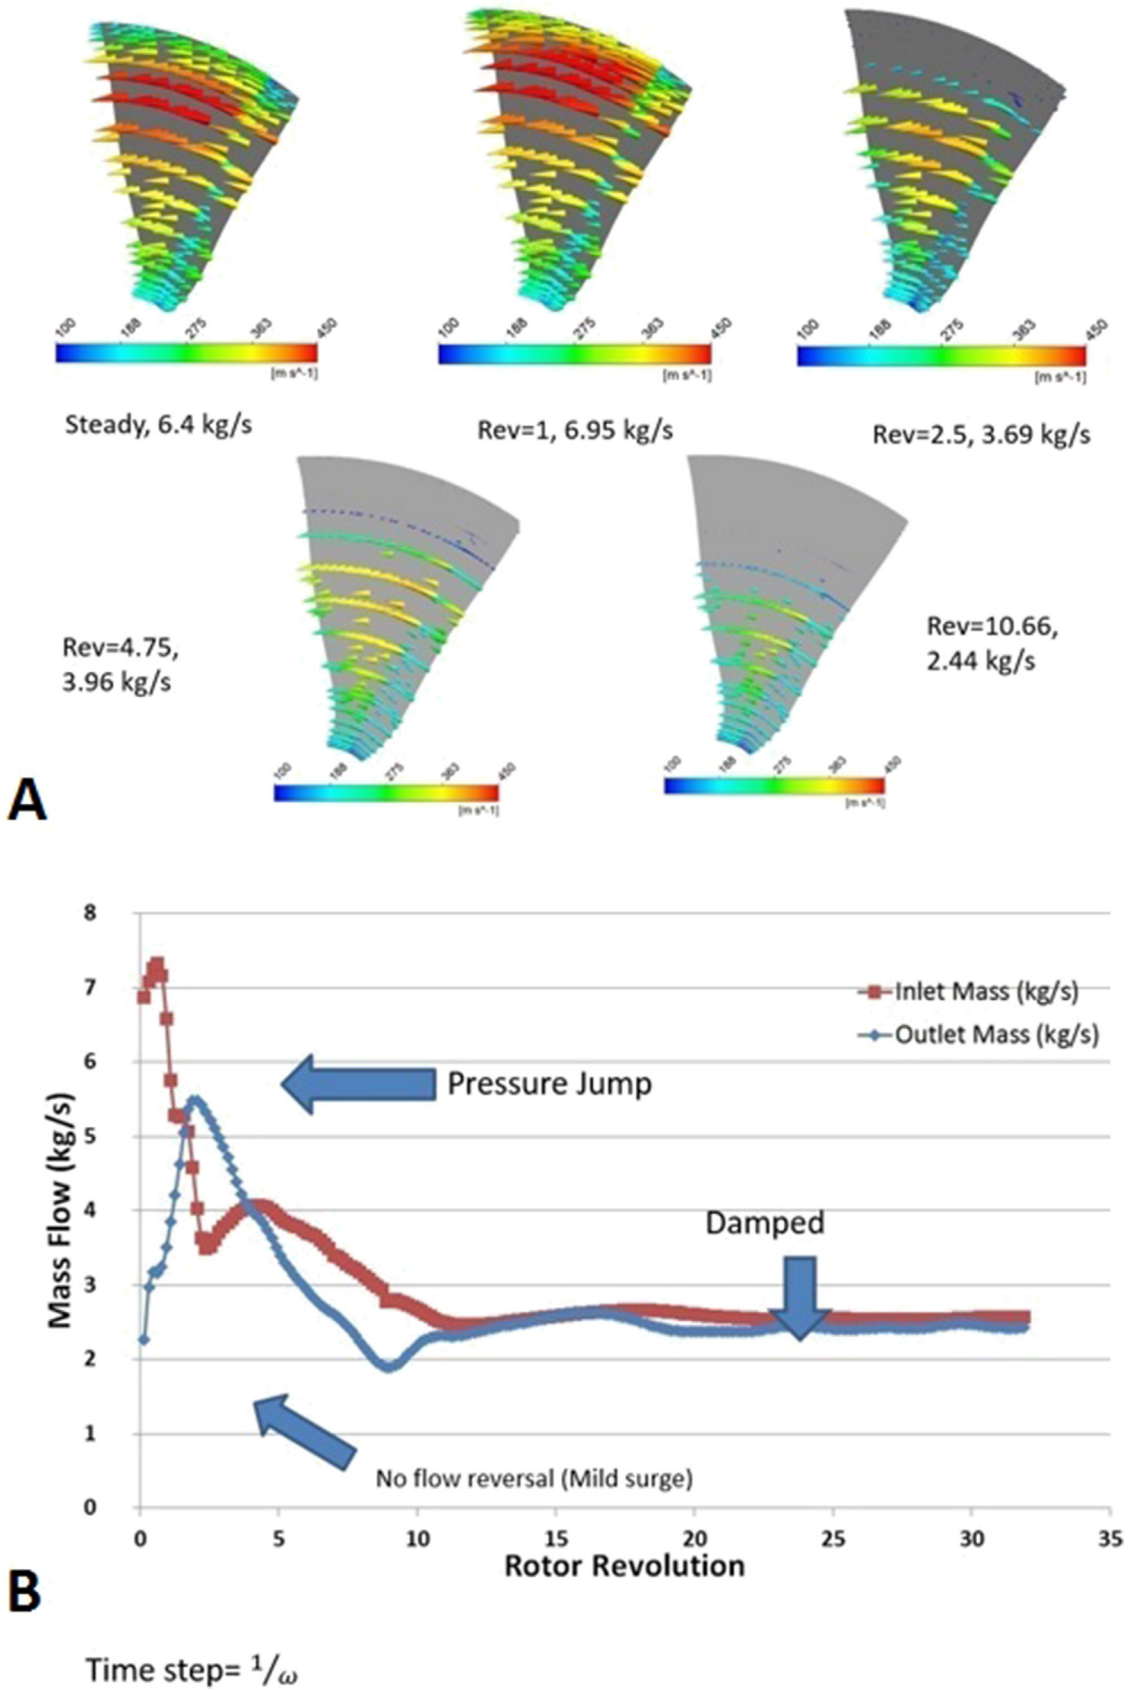 100 188 275 363 450
[m s^-1]
100 188 275 363 450
[m s^-1]
100 188 275 363 450
[m s^-1]
Steady, 6.4 kg/s
Rev=1, 6.95 kg/s
Rev=2.5, 3.69 kg/s
Rev=4.75,
3.96 kg/s
Rev=10.66,
2.44 kg/s
100 188 275 363 450
[m s^-1]
100 188 275 363 450
[m s^-1]
A
8
7
6
5
4
3
2
1
0
Mass Flow (kg/s)
Inlet Mass (kg/s)
Outlet Mass (kg/s)
Pressure Jump
Damped
No flow reversal (Mild surge)
0 5 10 15 20 25 30 35
Rotor Revolution
B
Time step= 1/ω